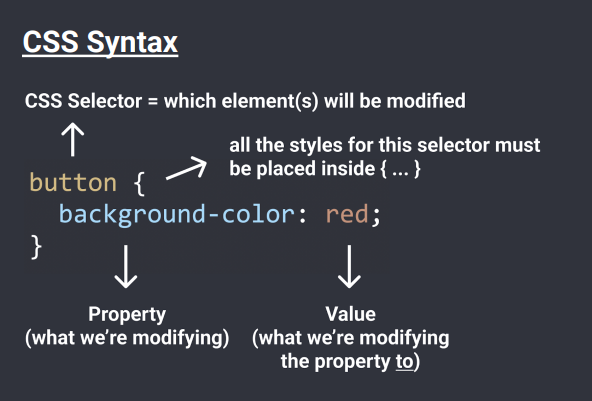 CSS Syntax
CSS Selector = which element(s) will be modified
all the styles for this selector must
be placed inside { ... }
button {
  background-color: red;
}
Property
(what we're modifying)
Value
(what we're modifying
the property to)